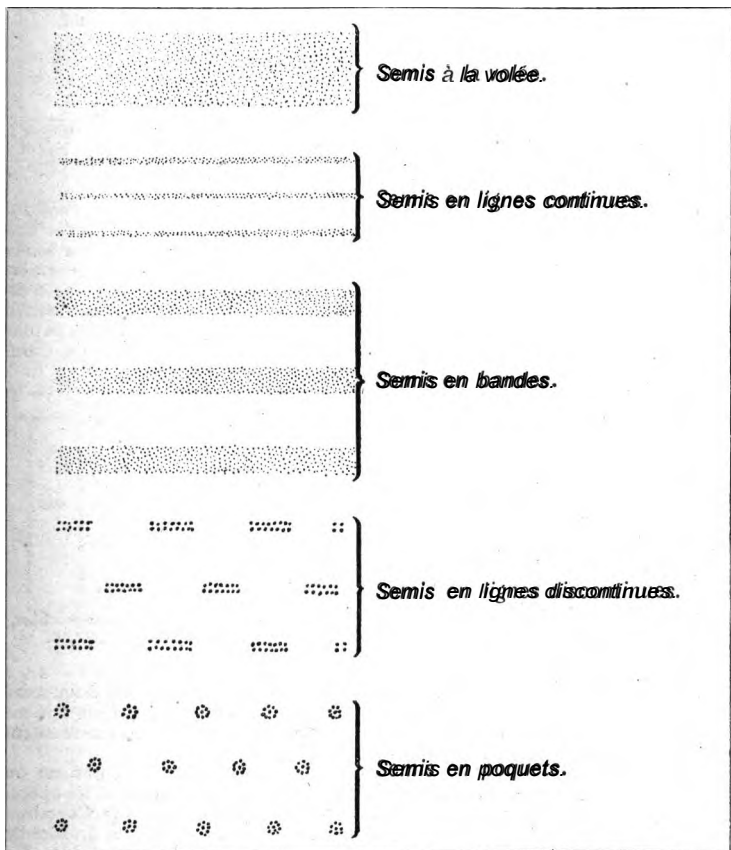 Semis à la volée.
Semis en lignes continues.
Semis en bandes.
Semis en lignes discontinues.
Semis en poquets.